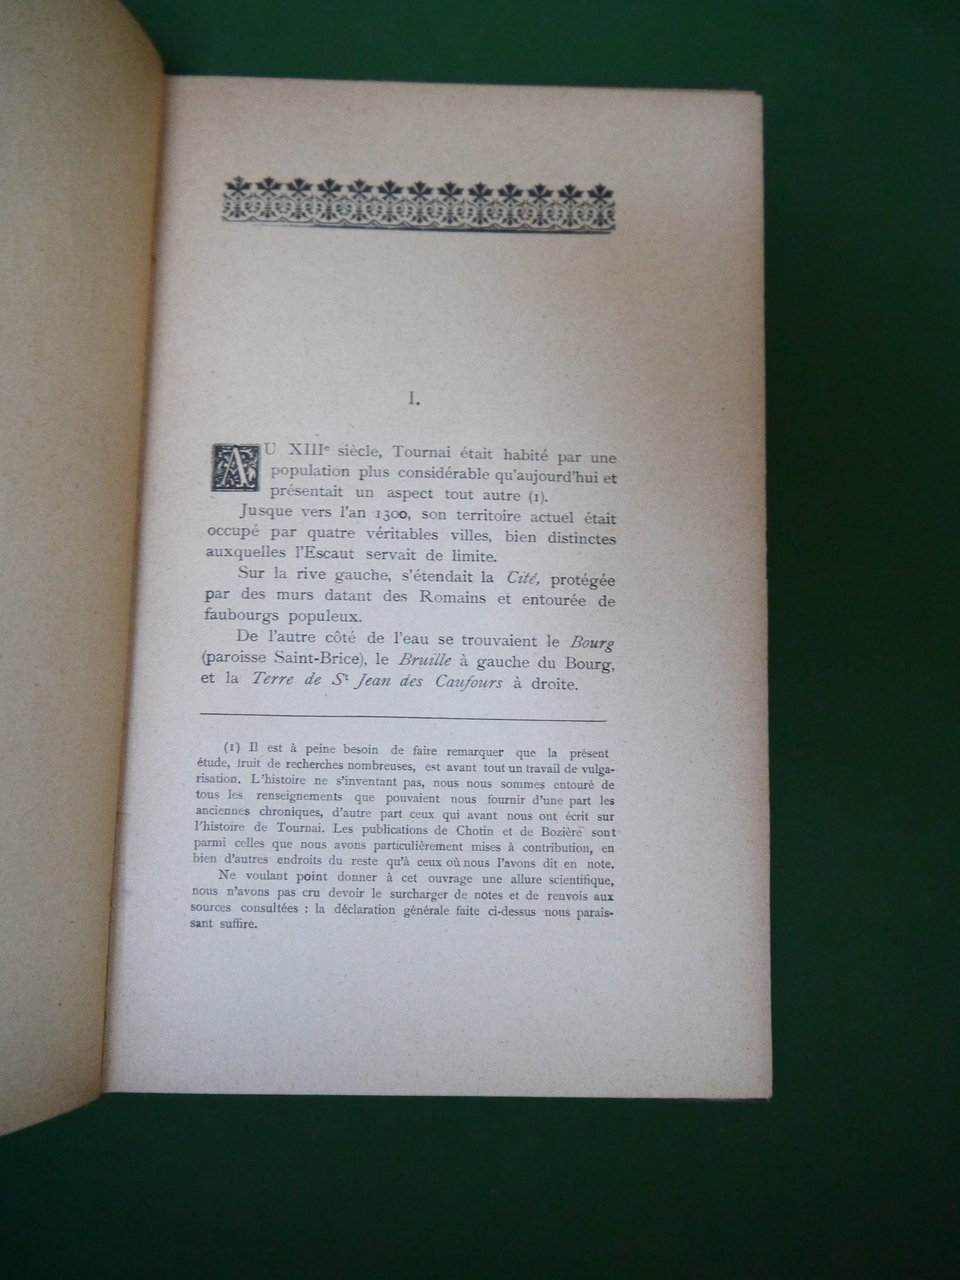 I.
AU XIIIe siècle, Tournai était habité par une
population plus considérable qu'aujourd'hui et
présentait un aspect tout autre (1).
Jusque vers l'an 1300, son territoire actuel était
occupé par quatre véritables villes, bien distinctes
auxquelles l'Escaut servait de limite.
Sur la rive gauche, s'étendait la Cité, protégée
par des murs datant des Romains et entourée de
faubourgs populeux.
De l'autre côté de l'eau se trouvaient le Bourg
(paroisse Saint-Brice), le Bruille à gauche du Bourg,
et la Terre de St Jean des Caufours à droite.
(1) Il est à peine besoin de faire remarquer que la présent
étude, fruit de recherches nombreuses, est avant tout un travail de vulga-
risation. L'histoire ne s'inventant pas, nous nous sommes entouré de
tous les renseignements que pouvaient nous fournir d'une part les
anciennes chroniques, d'autre part ceux qui avant nous ont écrit sur
l'histoire de Tournai. Les publications de Chotin et de Bozière sont
parmi celles que nous avons particulièrement mises à contribution, en
bien d'autres endroits du reste qu'à ceux où nous l'avons dit en note.
Ne voulant point donner à cet ouvrage une allure scientifique,
nous n'avons pas cru devoir le surcharger de notes et de renvois aux
sources consultées : la déclaration générale faite ci-dessus nous parais-
sant suffire.